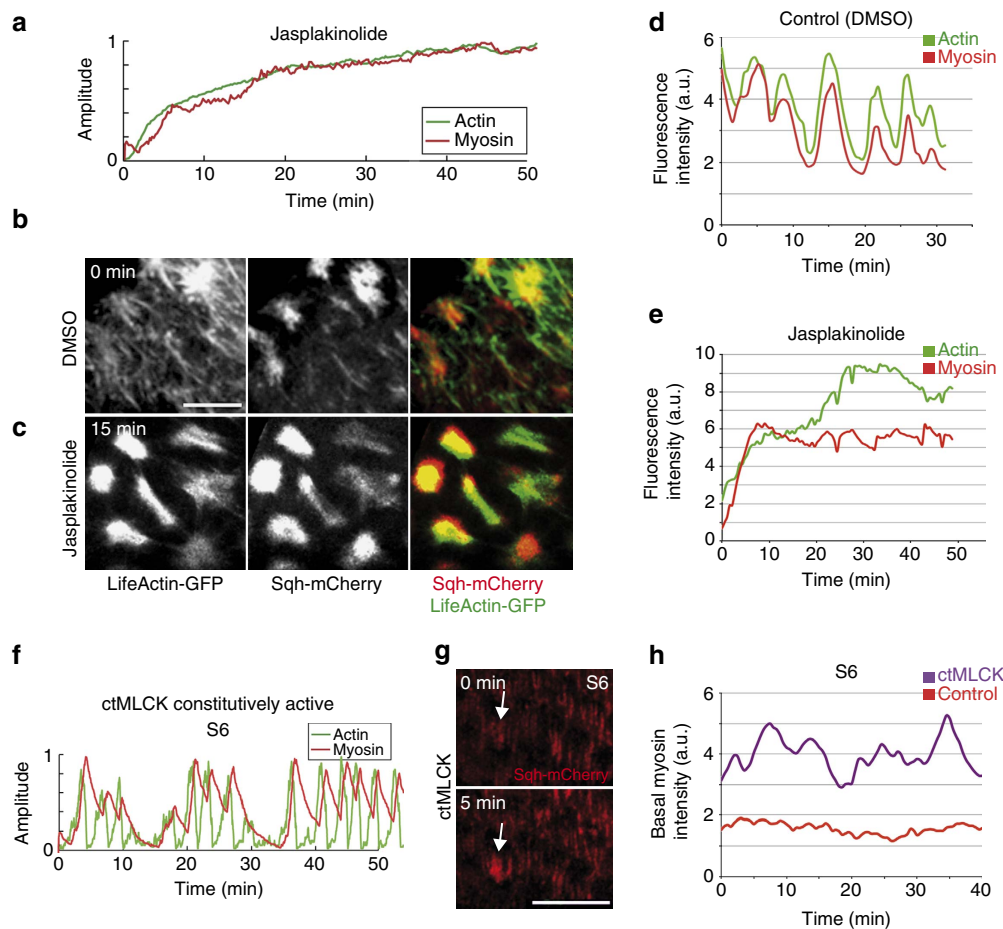 a
Jasplakinolide
Amplitude
1
0
0 10 20 30 40 50
Time (min)
Actin
Myosin
b
0 min
DMSO
c
15 min
Jasplakinolide
LifeActin-GFP
Sqh-mCherry
Sqh-mCherry
LifeActin-GFP
d
Control (DMSO)
Actin
Myosin
Fluorescence
intensity (a.u.)
6
4
2
0
0 10 20 30
Time (min)
e
Jasplakinolide
Actin
Myosin
Fluorescence
intensity (a.u.)
10
9
8
7
6
5
4
3
2
1
0
0 10 20 30 40 50
Time (min)
f
ctMLCK constitutively active
S6
Actin
Myosin
Amplitude
1
0
0 10 20 30 40 50
Time (min)
g
ctMLCK
0 min
S6
Sqh-mCherry
5 min
h
S6
ctMLCK
Control
Basal myosin
intensity (a.u.)
6
4
2
0
0 10 20 30 40
Time (min)